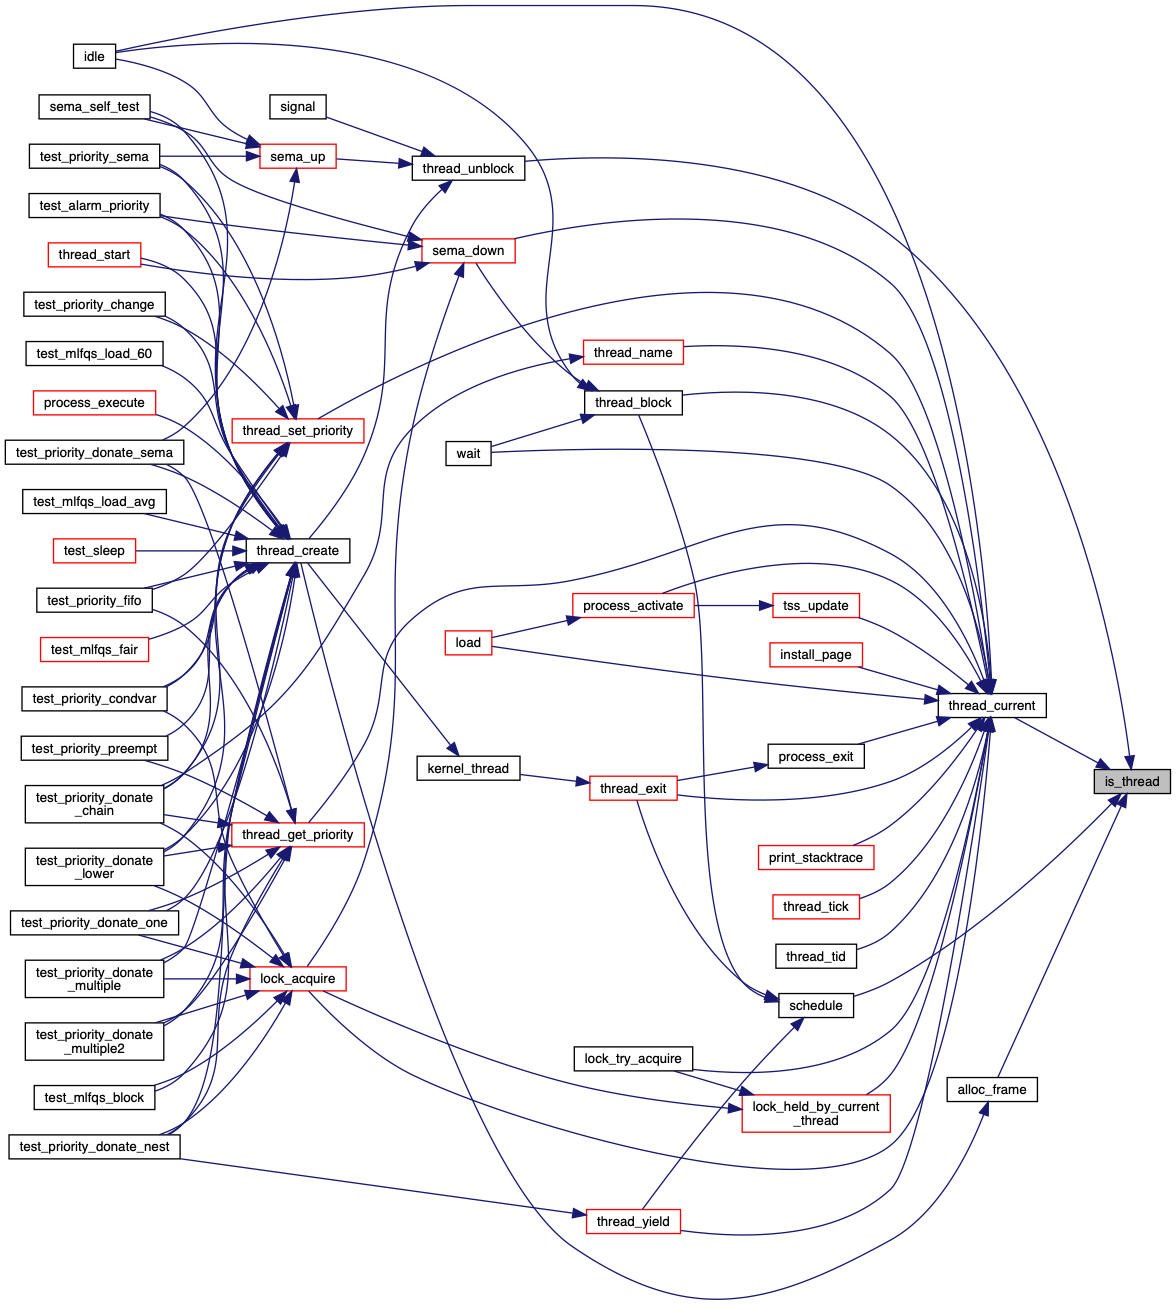 idle
sema_self_test
signal
test_priority_sema
sema_up
thread_unblock
test_alarm_priority
thread_start
sema_down
test_priority_change
test_mlfqs_load_60
thread_name
process_execute
thread_block
thread_set_priority
test_priority_donate_sema
wait
test_mlfqs_load_avg
test_sleep
thread_create
test_priority_fifo
process_activate
tss_update
test_mlfqs_fair
load
install_page
test_priority_condvar
thread_current
test_priority_preempt
process_exit
kernel_thread
is_thread
thread_exit
test_priority_donate
_chain
thread_get_priority
print_stacktrace
test_priority_donate
_lower
thread_tick
test_priority_donate_one
thread_tid
test_priority_donate
_multiple
lock_acquire
schedule
test_priority_donate
_multiple2
lock_try_acquire
alloc_frame
test_mlfqs_block
lock_held_by_current
_thread
test_priority_donate_nest
thread_yield